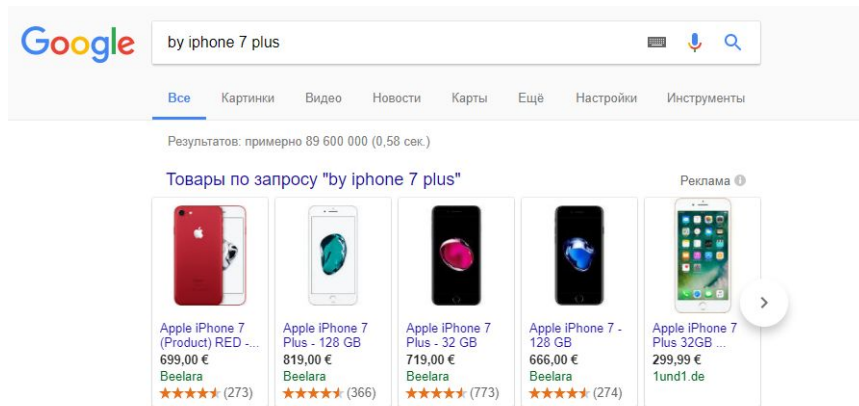 Google
by iphone 7 plus
Все Картинки Видео Новости Карты Ещё Настройки Инструменты
Результатов: примерно 89 600 000 (0,58 сек.)
Товары по запросу "by iphone 7 plus" Реклама
Apple iPhone 7
(Product) RED -...
699,00 €
Beelara
(273)
Apple iPhone 7
Plus - 128 GB
819,00 €
Beelara
(366)
Apple iPhone 7
Plus - 32 GB
719,00 €
Beelara
(773)
Apple iPhone 7 -
128 GB
666,00 €
Beelara
(274)
Apple iPhone 7
Plus 32GB ...
299,99 €
1und1.de